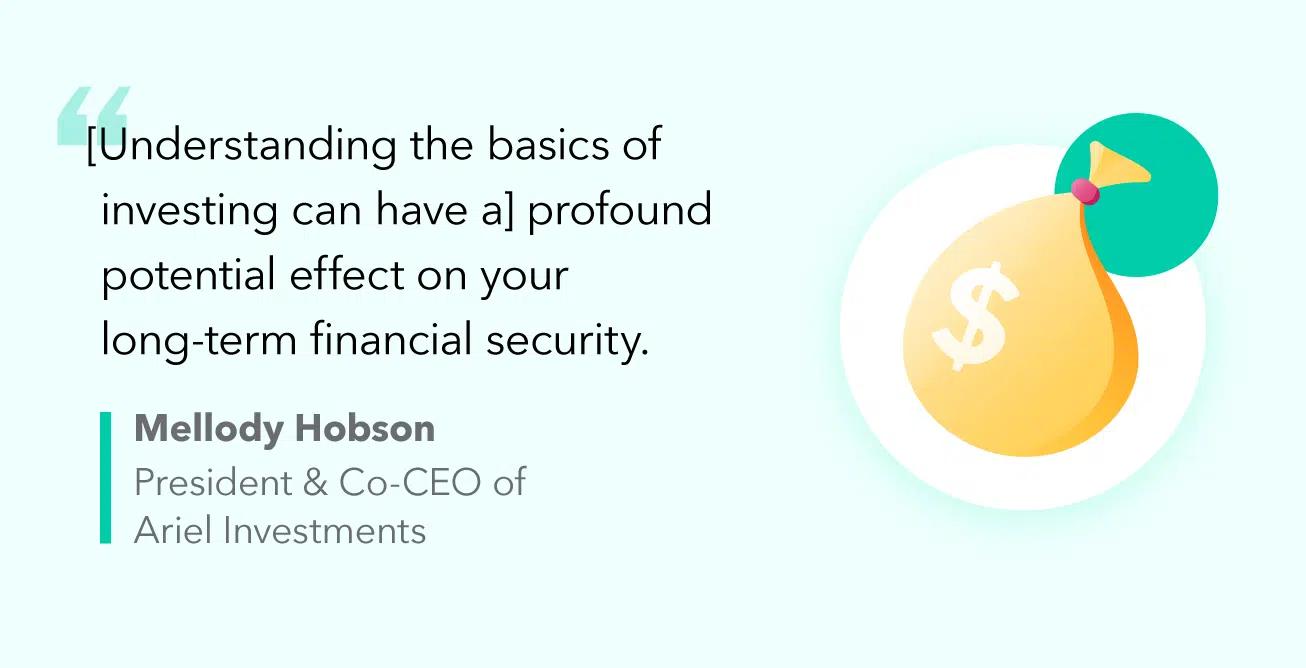 “
[Understanding the basics of
investing can have a] profound
potential effect on your
long-term financial security.
Mellody Hobson
President & Co-CEO of
Ariel Investments
$